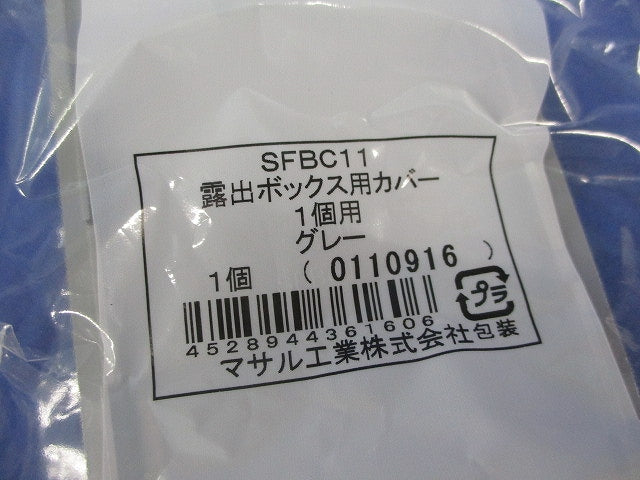 SFBC11
露出ボックス用カバー
1個用
グレー
1個 ( 0110916 )
プラ
4528944361606
マサル工業株式会社 包装